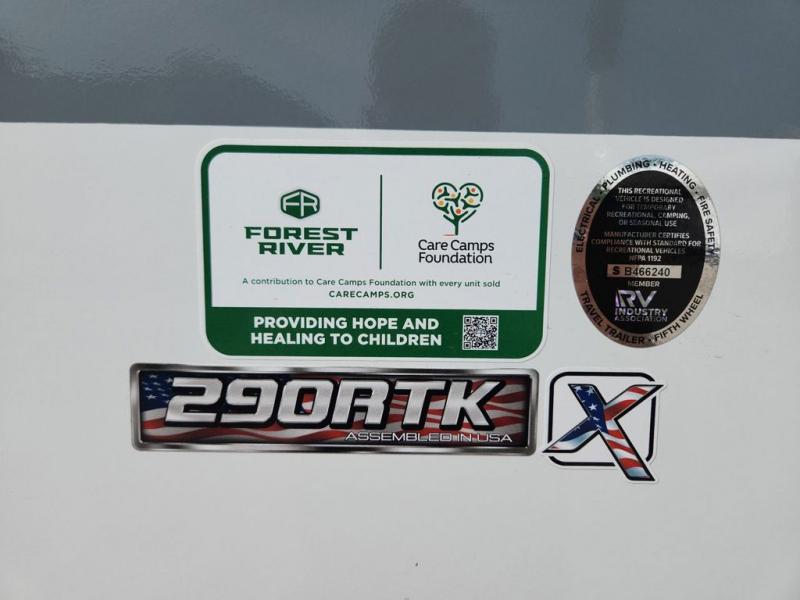 FR
FOREST
RIVER
Care Camps
Foundation
A contribution to Care Camps Foundation with every unit sold
CARECAMPS.ORG
PROVIDING HOPE AND
HEALING TO CHILDREN
ELECTRICAL · PLUMBING · HEATING · FIRE SAFETY
THIS RECREATIONAL
VEHICLE IS DESIGNED
FOR TEMPORARY
RECREATIONAL, CAMPING,
OR SEASONAL USE
MANUFACTURER CERTIFIES
COMPLIANCE WITH STANDARD FOR
RECREATIONAL VEHICLES
NFPA 1192
S B466240
MEMBER
RV
INDUSTRY
ASSOCIATION
TRAVEL TRAILER · FIFTH WHEEL
290RTK
ASSEMBLED IN USA
X